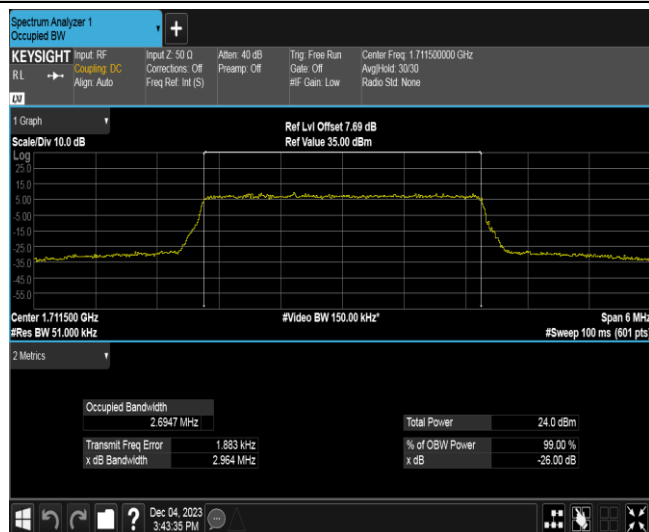 Spectrum Analyzer 1
Occupied BW
KEYSIGHT Input: RF Input Z: 50 Ω Atten: 40 dB Trig: Free Run Center Freq: 1.711500000 GHz
RL Coupling: DC Corrections: Off Preamp: Off Gate: Off Avg|Hold: 30/30
Align: Auto Freq Ref: Int (S) #IF Gain: Low Radio Std: None
LXI
1 Graph
Ref Lvl Offset 7.69 dB
Scale/Div 10.0 dB Ref Value 35.00 dBm
Log
25.0
15.0
5.00
-5.00
-15.0
-25.0
-35.0
-45.0
-55.0
Center 1.711500 GHz #Video BW 150.00 kHz* Span 6 MHz
#Res BW 51.000 kHz #Sweep 100 ms (601 pts)
2 Metrics
Occupied Bandwidth
2.6947 MHz Total Power 24.0 dBm
Transmit Freq Error 1.883 kHz % of OBW Power 99.00 %
x dB Bandwidth 2.964 MHz x dB -26.00 dB
Dec 04, 2023
3:43:35 PM